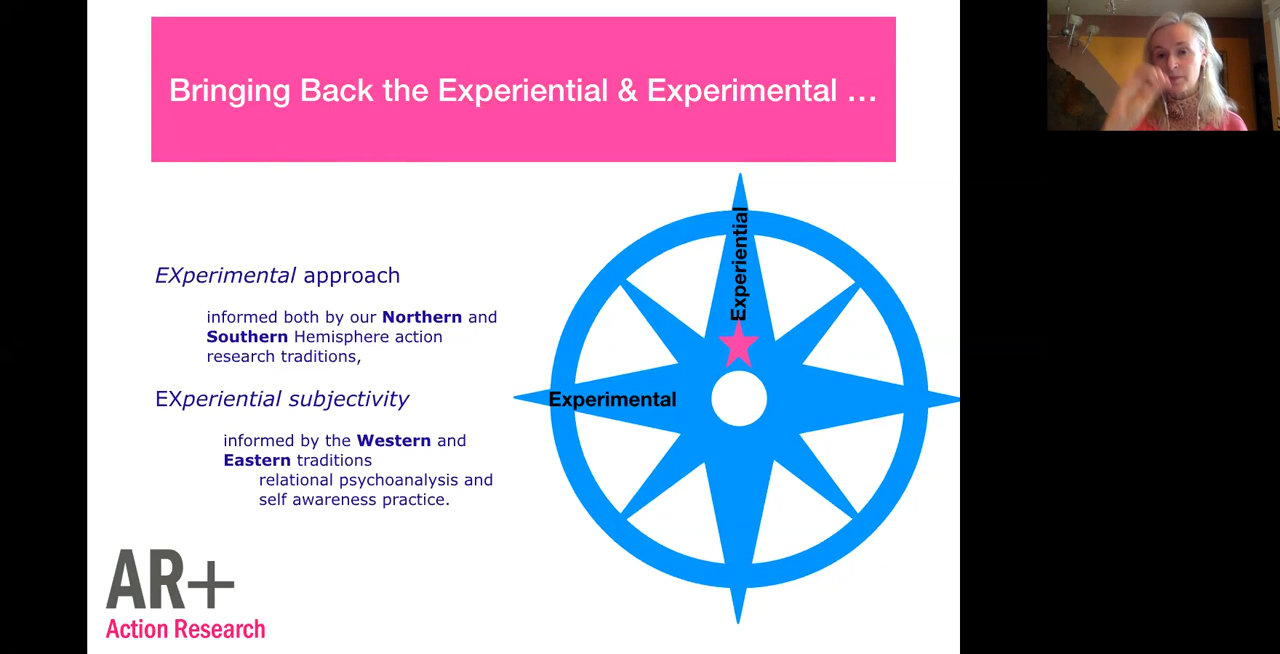 Bringing Back the Experiential & Experimental ...
EXperimental approach
informed both by our Northern and
Southern Hemisphere action
research traditions,
EXperiential subjectivity
informed by the Western and
Eastern traditions
relational psychoanalysis and
self awareness practice.
Experiential
Experimental
AR+
Action Research